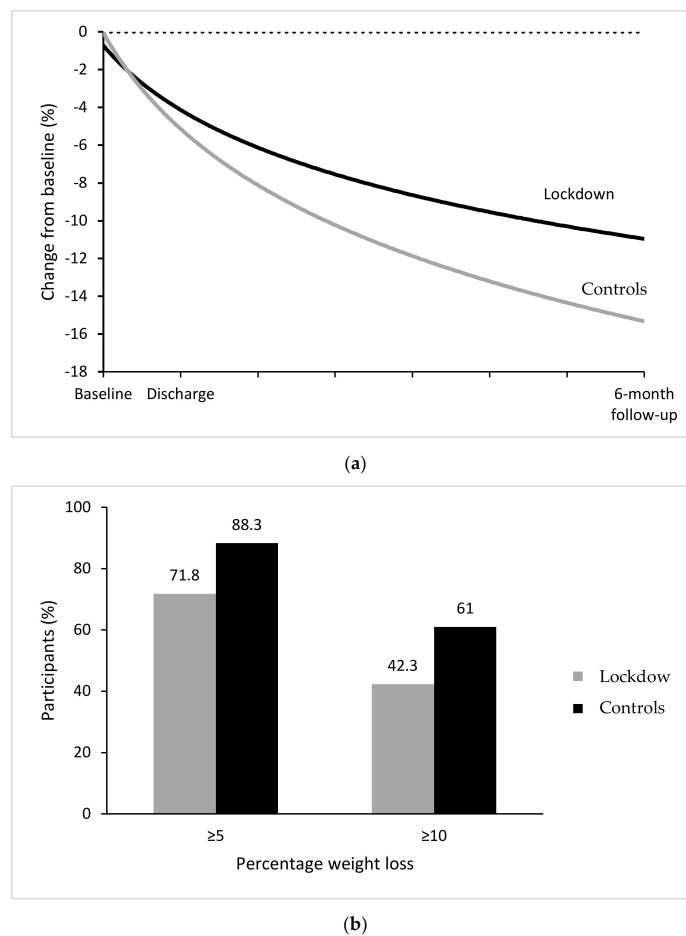 0
-2
-4
-6
-8
-10
-12
-14
-16
-18
Change from baseline (%)
Lockdown
Controls
Baseline Discharge 6-month
follow-up
(a)
100
80
60
40
20
0
Participants (%)
71.8
88.3
42.3
61
Lockdow
Controls
≥5 ≥10
Percentage weight loss
(b)